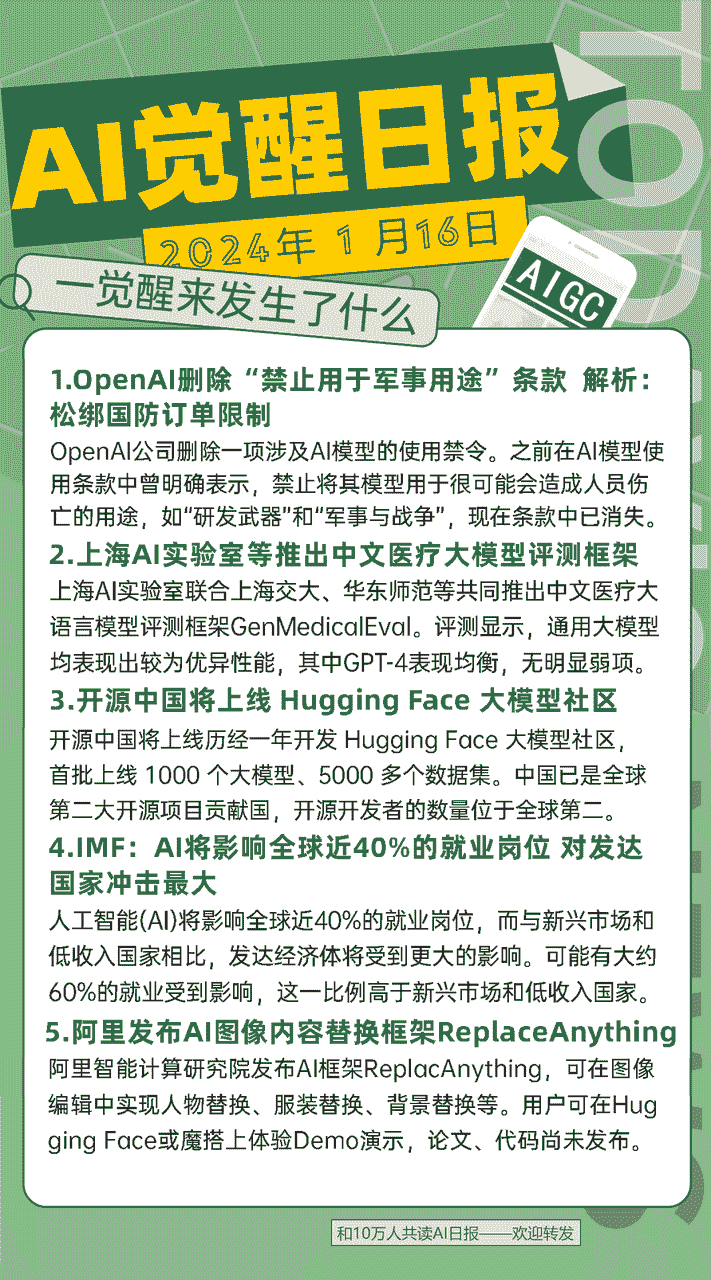 AI觉醒日报
2024年 1 月16日
一觉醒来发生了什么
AIGC
1.OpenAI删除“禁止用于军事用途”条款 解析：
松绑国防订单限制
OpenAI公司删除一项涉及AI模型的使用禁令。之前在AI模型使
用条款中曾明确表示，禁止将其模型用于很可能会造成人员伤
亡的用途，如“研发武器”和“军事与战争”，现在条款中已消失。
2.上海AI实验室等推出中文医疗大模型评测框架
上海AI实验室联合上海交大、华东师范等共同推出中文医疗大
语言模型评测框架GenMedicalEval。评测显示，通用大模型
均表现出较为优异性能，其中GPT-4表现均衡，无明显弱项。
3.开源中国将上线 Hugging Face 大模型社区
开源中国将上线历经一年开发 Hugging Face 大模型社区，
首批上线 1000 个大模型、5000 多个数据集。中国已是全球
第二大开源项目贡献国，开源开发者的数量位于全球第二。
4.IMF：AI将影响全球近40%的就业岗位 对发达
国家冲击最大
人工智能(AI)将影响全球近40%的就业岗位，而与新兴市场和
低收入国家相比，发达经济体将受到更大的影响。可能有大约
60%的就业受到影响，这一比例高于新兴市场和低收入国家。
5.阿里发布AI图像内容替换框架ReplaceAnything
阿里智能计算研究院发布AI框架ReplacAnything，可在图像
编辑中实现人物替换、服装替换、背景替换等。用户可在Hug
ging Face或魔搭上体验Demo演示，论文、代码尚未发布。
和10万人共读AI日报——欢迎转发